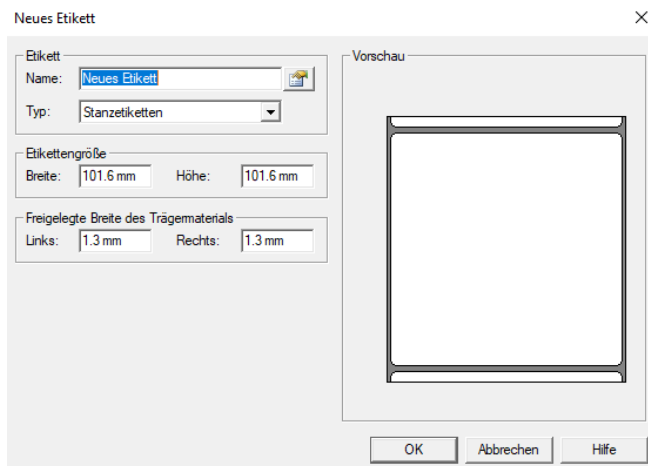 Neues Etikett
Etikett
Name: Neues Etikett
Typ: Stanzetiketten
Etikettengröße
Breite: 101.6 mm Höhe: 101.6 mm
Freigelegte Breite des Trägermaterials
Links: 1.3 mm Rechts: 1.3 mm
Vorschau
OK Abbrechen Hilfe